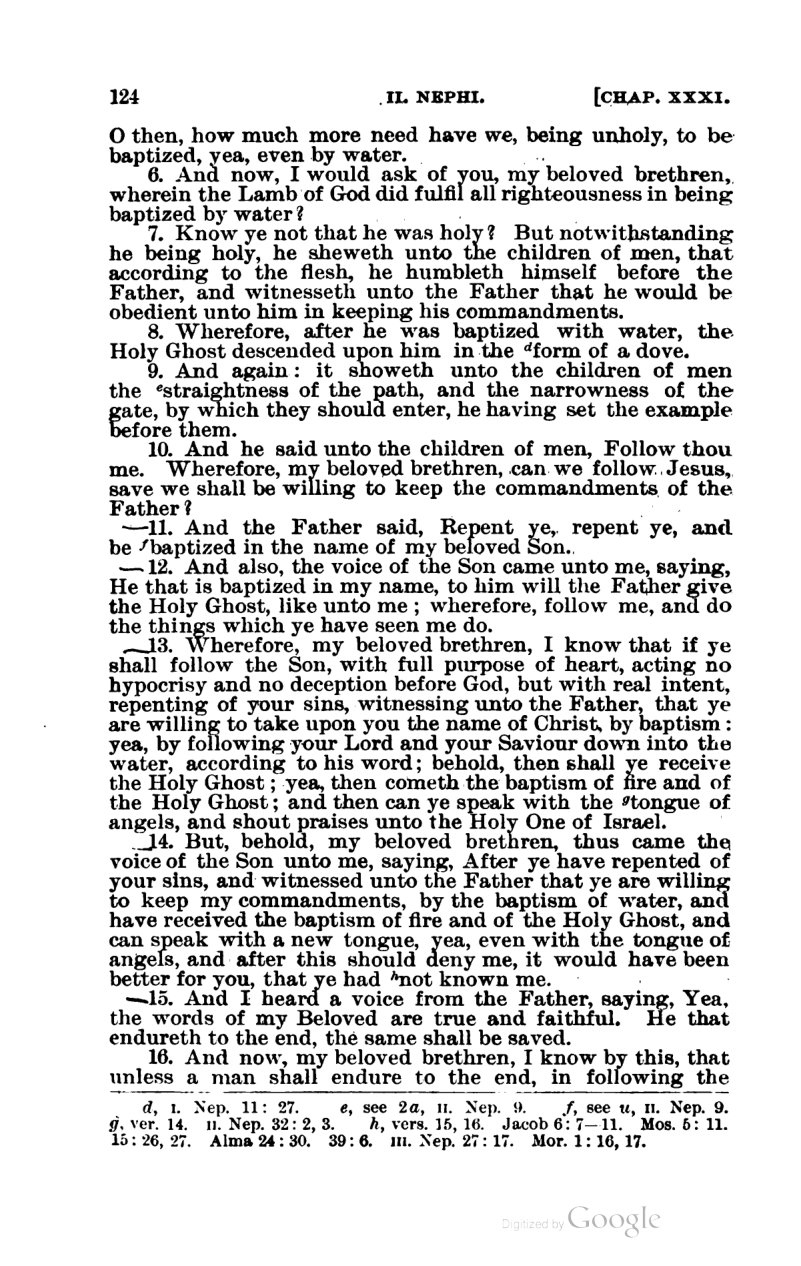 124 II. NEPHI. [CHAP. XXXI.
O then, how much more need have we, being unholy, to be
baptized, yea, even by water.
6. And now, I would ask of you, my beloved brethren,
wherein the Lamb of God did fulfil all righteousness in being
baptized by water?
7. Know ye not that he was holy? But notwithstanding
he being holy, he sheweth unto the children of men, that
according to the flesh, he humbleth himself before the
Father, and witnesseth unto the Father that he would be
obedient unto him in keeping his commandments.
8. Wherefore, after he was baptized with water, the
Holy Ghost descended upon him in the dform of a dove.
9. And again: it showeth unto the children of men
the estraightness of the path, and the narrowness of the
gate, by which they should enter, he having set the example
before them.
10. And he said unto the children of men, Follow thou
me. Wherefore, my beloved brethren, can we follow Jesus,
save we shall be willing to keep the commandments of the
Father?
—11. And the Father said, Repent ye, repent ye, and
be fbaptized in the name of my beloved Son.
—12. And also, the voice of the Son came unto me, saying,
He that is baptized in my name, to him will the Father give
the Holy Ghost, like unto me; wherefore, follow me, and do
the things which ye have seen me do.
—13. Wherefore, my beloved brethren, I know that if ye
shall follow the Son, with full purpose of heart, acting no
hypocrisy and no deception before God, but with real intent,
repenting of your sins, witnessing unto the Father, that ye
are willing to take upon you the name of Christ, by baptism:
yea, by following your Lord and your Saviour down into the
water, according to his word; behold, then shall ye receive
the Holy Ghost; yea, then cometh the baptism of fire and of
the Holy Ghost; and then can ye speak with the gtongue of
angels, and shout praises unto the Holy One of Israel.
—14. But, behold, my beloved brethren, thus came the
voice of the Son unto me, saying, After ye have repented of
your sins, and witnessed unto the Father that ye are willing
to keep my commandments, by the baptism of water, and
have received the baptism of fire and of the Holy Ghost, and
can speak with a new tongue, yea, even with the tongue of
angels, and after this should deny me, it would have been
better for you, that ye had hnot known me.
—15. And I heard a voice from the Father, saying, Yea,
the words of my Beloved are true and faithful. He that
endureth to the end, the same shall be saved.
16. And now, my beloved brethren, I know by this, that
unless a man shall endure to the end, in following the
d, I. Nep. 11: 27. e, see 2a, II. Nep. 9. f, see u, II. Nep. 9.
g, ver. 14. II. Nep. 32: 2, 3. h, vers. 15, 16. Jacob 6: 7—11. Mos. 5: 11.
15: 26, 27. Alma 24: 30. 39: 6. III. Nep. 27: 17. Mor. 1: 16, 17.
Digitized by Google